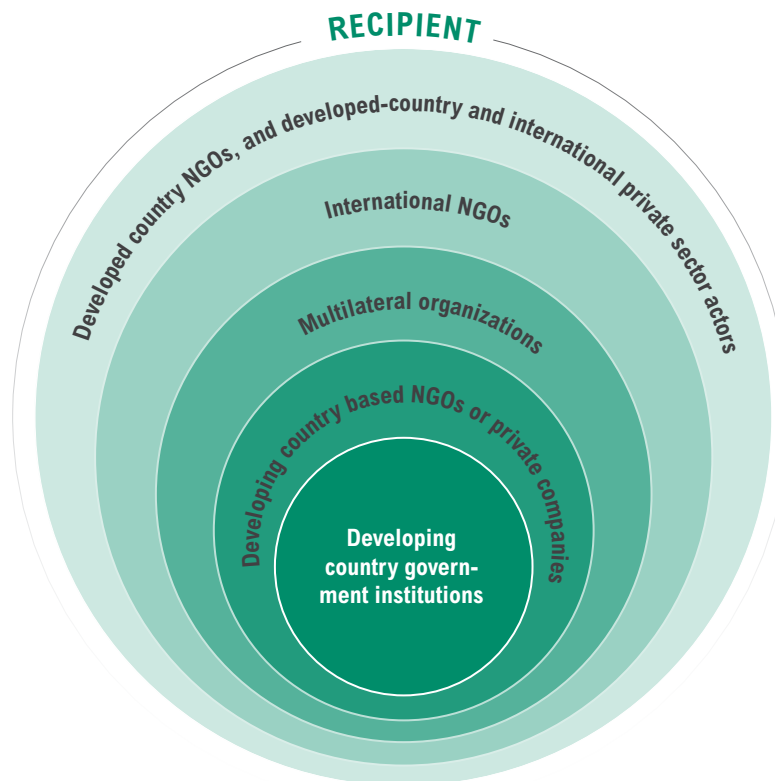 RECIPIENT
Developed country NGOs, and developed-country and international private sector actors
International NGOs
Multilateral organizations
Developing country based NGOs or private companies
Developing
country govern-
ment institutions